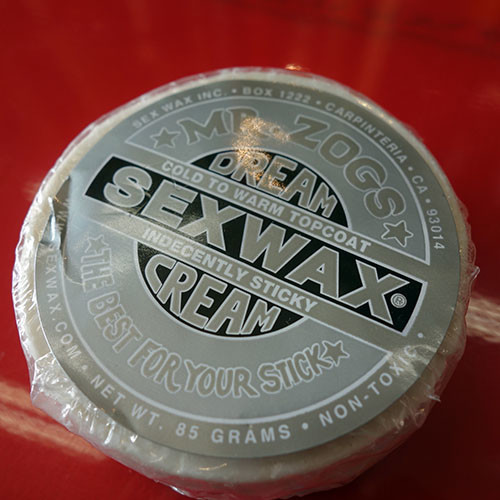 SEX WAX INC. • BOX 1222 • CARPINTERIA • CA • 93014
★ MR. ZOGS ★
DREAM
COLD TO WARM TOPCOAT
SEXWAX®
INDECENTLY STICKY
CREAM
★ THE BEST FOR YOUR STICK ★
SEXWAX.COM • NET WT. 85 GRAMS • NON-TOXIC •